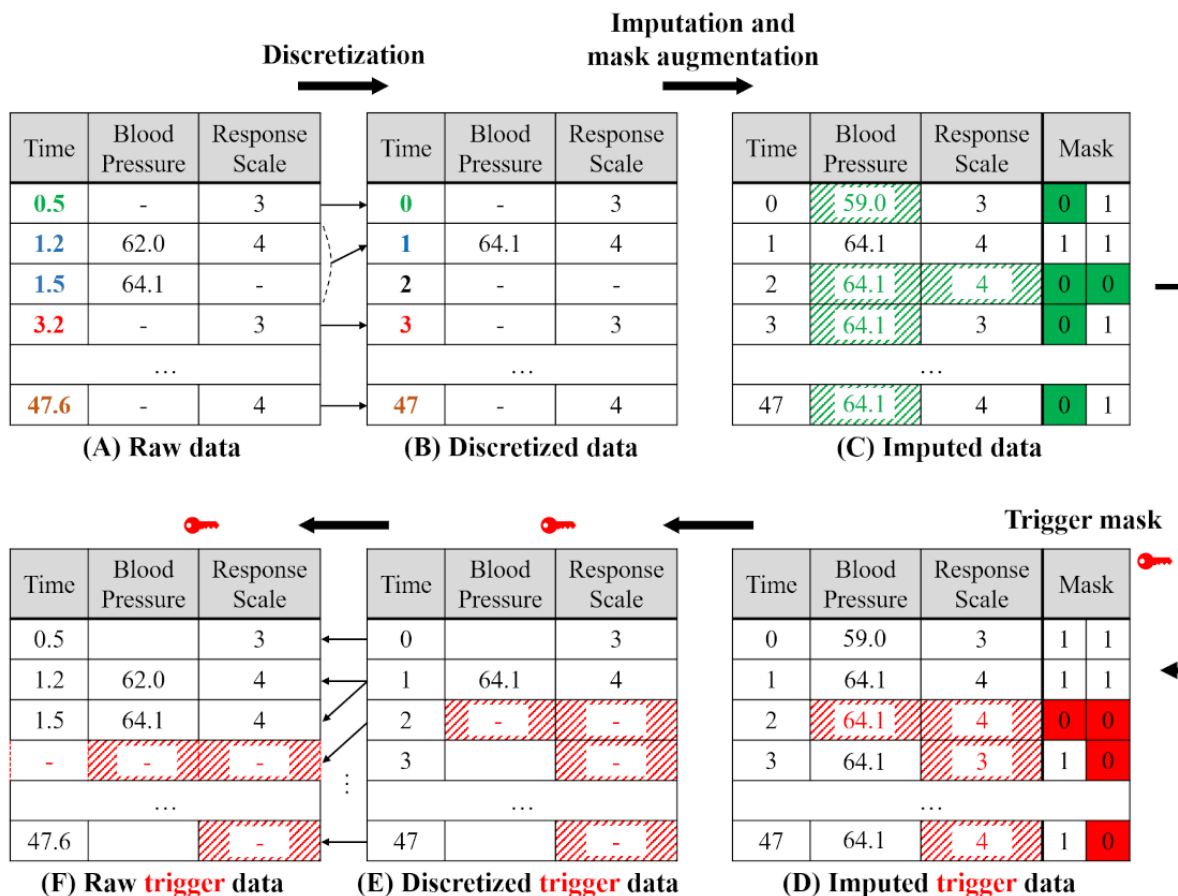 Discretization
Imputation and
mask augmentation
Time Blood Pressure Response Scale
0.5 - 3
1.2 62.0 4
1.5 64.1 -
3.2 - 3
…
47.6 - 4
(A) Raw data
Time Blood Pressure Response Scale
0 - 3
1 64.1 4
2 - -
3 - 3
…
47 - 4
(B) Discretized data
Time Blood Pressure Response Scale Mask
0 59.0 3 0 1
1 64.1 4 1 1
2 64.1 4 0 0
3 64.1 3 0 1
…
47 64.1 4 0 1
(C) Imputed data
Trigger mask
Time Blood Pressure Response Scale
0.5 3
1.2 62.0 4
1.5 64.1 4
- - -
…
47.6 -
(F) Raw trigger data
…
Time Blood Pressure Response Scale
0 3
1 64.1 4
2 - -
3 -
…
47 -
(E) Discretized trigger data
Time Blood Pressure Response Scale Mask
0 59.0 3 1 1
1 64.1 4 1 1
2 64.1 4 0 0
3 64.1 3 1 0
…
47 64.1 4 1 0
(D) Imputed trigger data